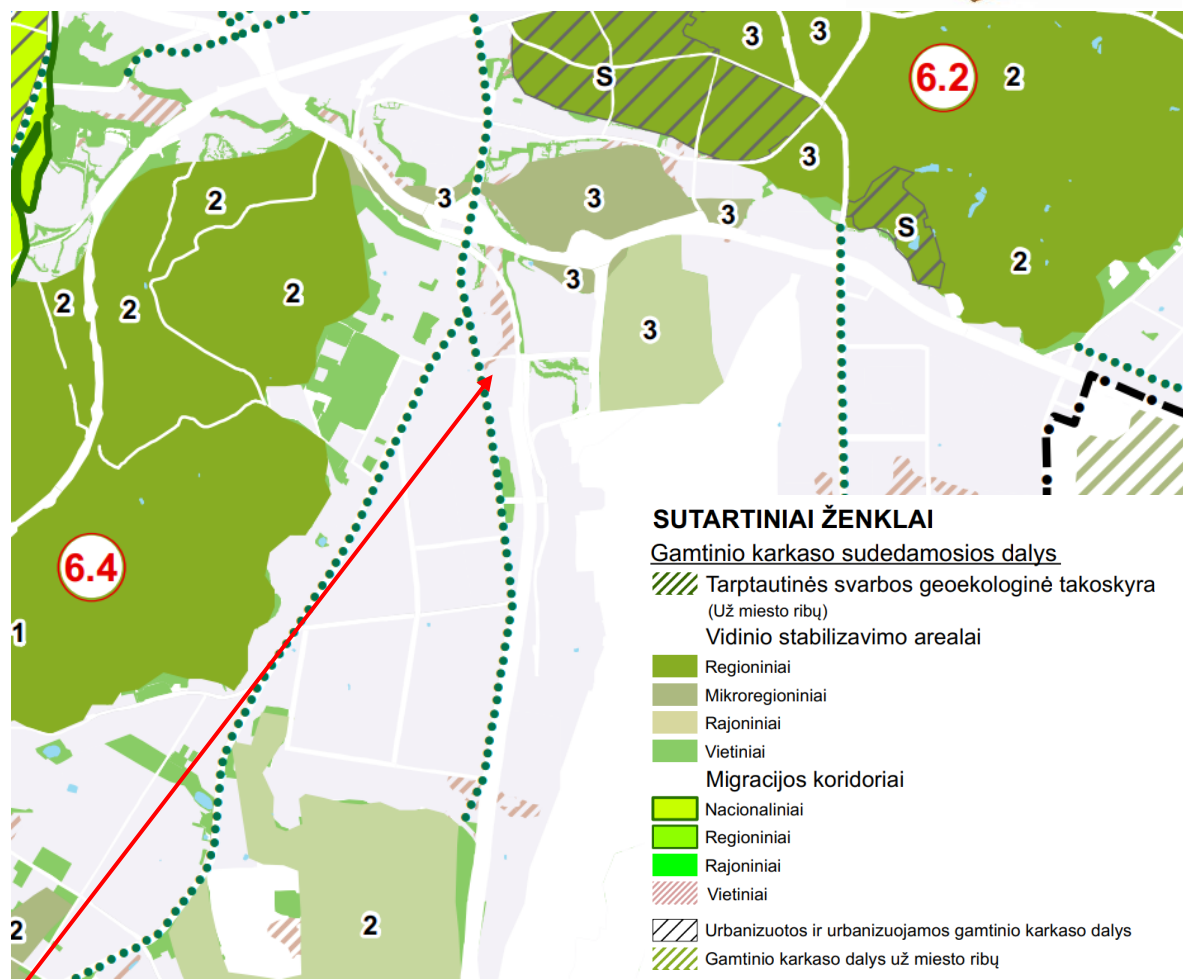 3
3
S
6.2
2
3
2
3
3
3
S
2
2
2
2
3
3
6.4
1
2
2
SUTARTINIAI ŽENKLAI
Gamtinio karkaso sudedamosios dalys
Tarptautinės svarbos geoekologinė takoskyra
(Už miesto ribų)
Vidinio stabilizavimo arealai
Regioniniai
Mikroregioniniai
Rajoniniai
Vietiniai
Migracijos koridoriai
Nacionaliniai
Regioniniai
Rajoniniai
Vietiniai
Urbanizuotos ir urbanizuojamos gamtinio karkaso dalys
Gamtinio karkaso dalys už miesto ribų